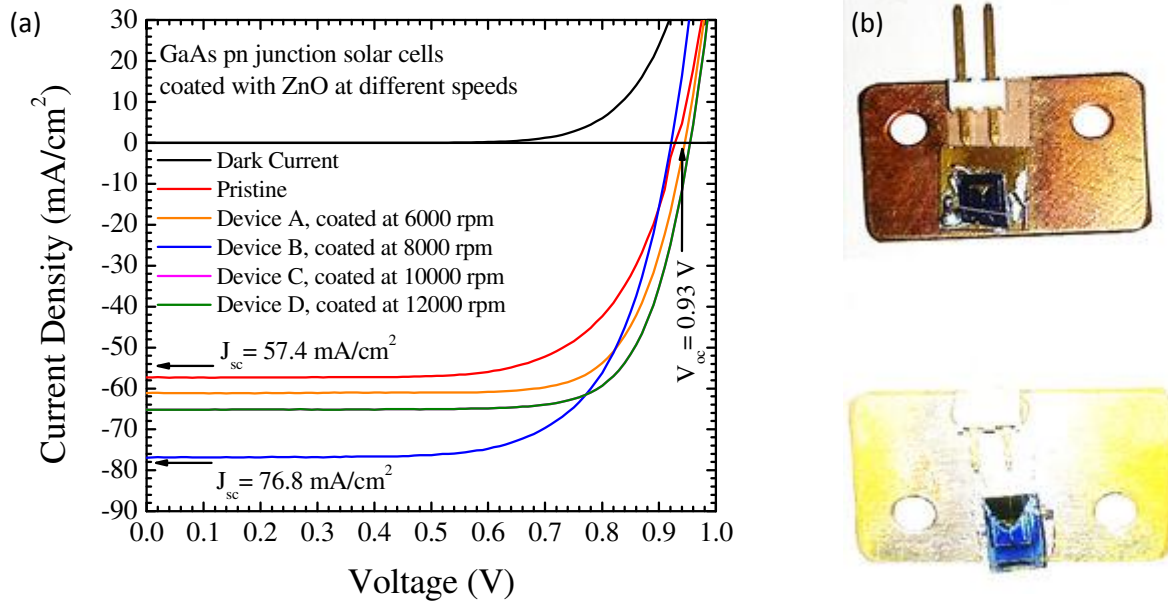 (a)
(b)
30
20
10
0
-10
-20
-30
-40
-50
-60
-70
-80
-90
Current Density (mA/cm²)
GaAs pn junction solar cells
coated with ZnO at different speeds
Dark Current
Pristine
Device A, coated at 6000 rpm
Device B, coated at 8000 rpm
Device C, coated at 10000 rpm
Device D, coated at 12000 rpm
J_sc= 57.4 mA/cm²
J_sc= 76.8 mA/cm²
V_oc = 0.93 V
0.0 0.1 0.2 0.3 0.4 0.5 0.6 0.7 0.8 0.9 1.0
Voltage (V)